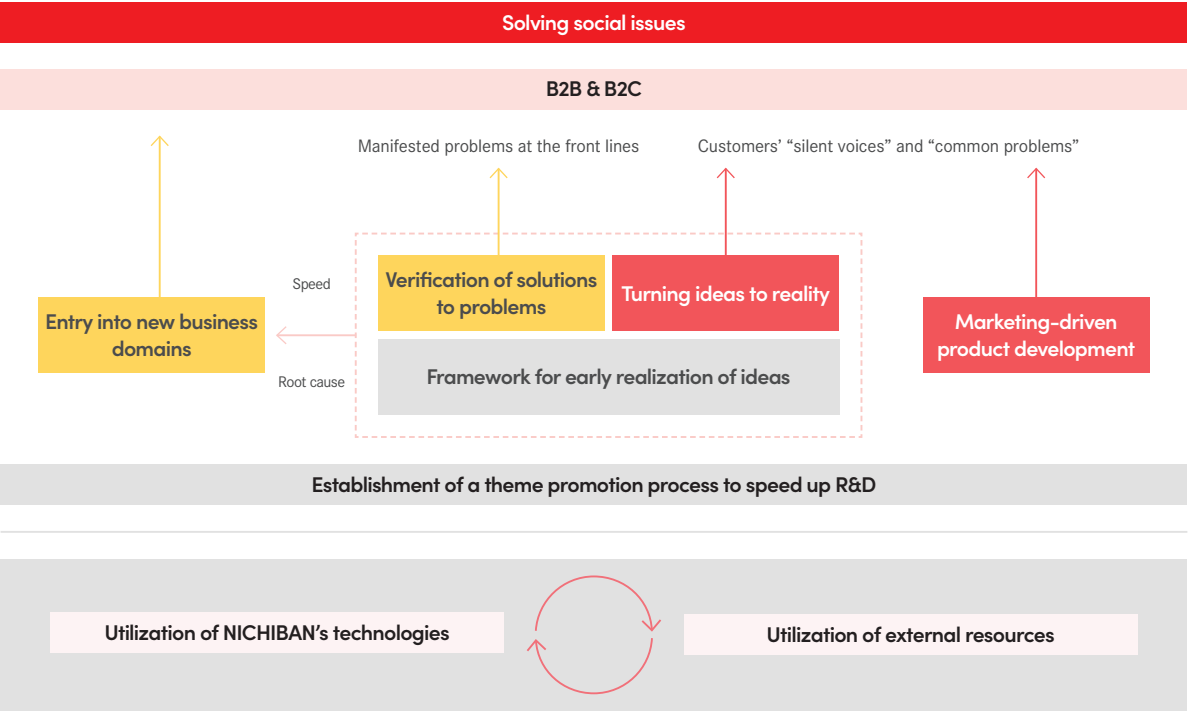 Solving social issues
B2B & B2C
Manifested problems at the front lines
Customers’ “silent voices” and “common problems”
Speed
Root cause
Entry into new business
domains
Verification of solutions
to problems
Turning ideas to reality
Framework for early realization of ideas
Marketing-driven
product development
Establishment of a theme promotion process to speed up R&D
Utilization of NICHIBAN’s technologies
Utilization of external resources